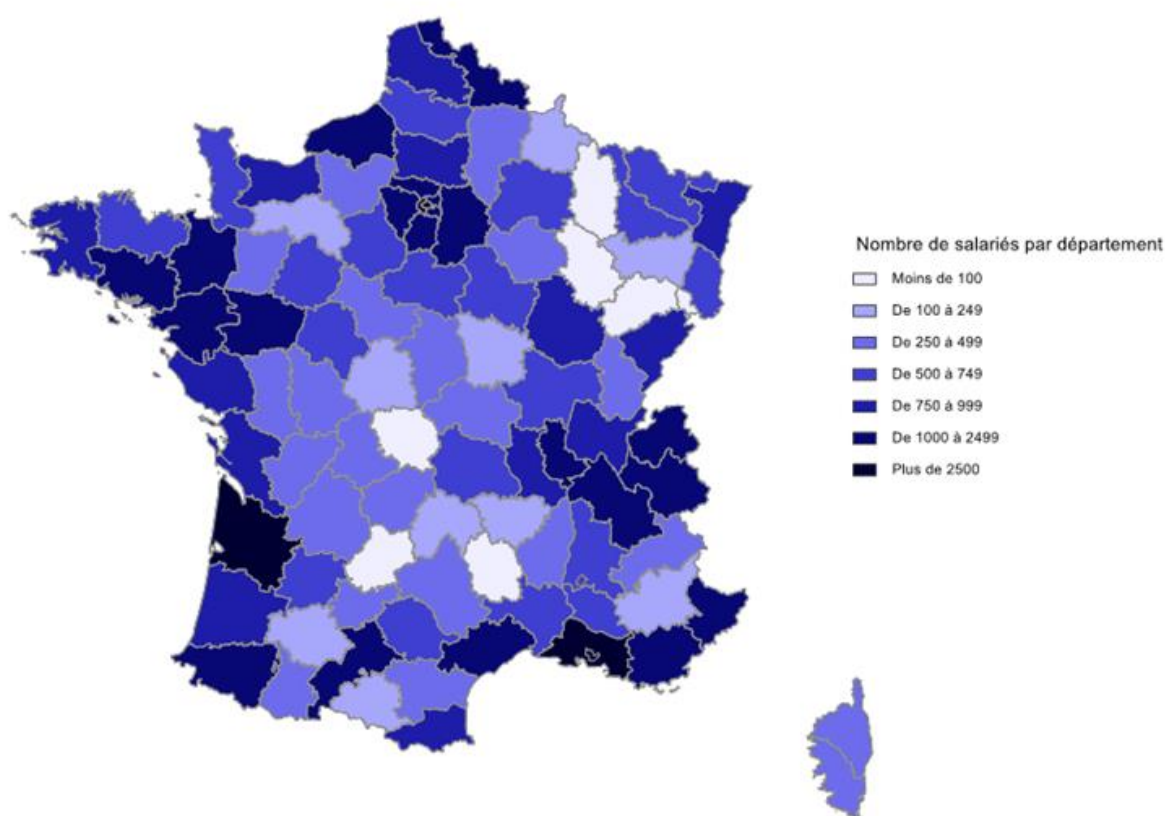 Nombre de salariés par département
Moins de 100
De 100 à 249
De 250 à 499
De 500 à 749
De 750 à 999
De 1000 à 2499
Plus de 2500